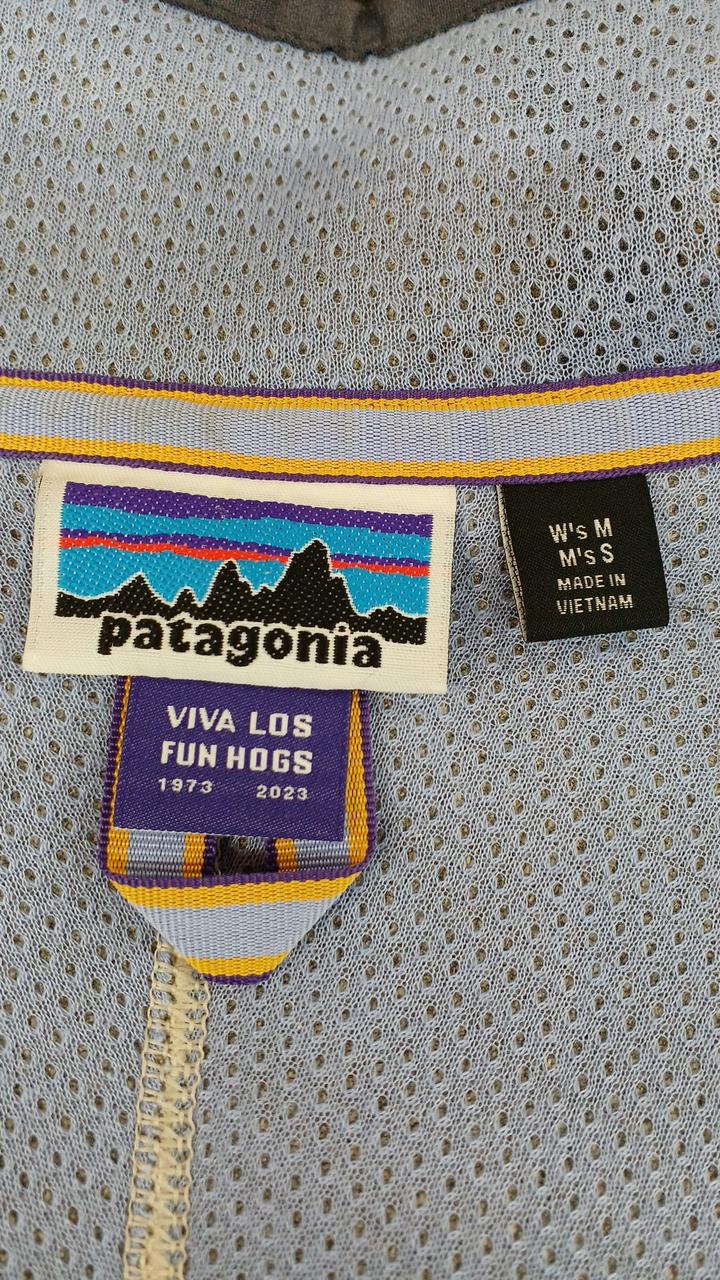 patagonia
VIVA LOS
FUN HOGS
1973 2023
W's M
M's S
MADE IN
VIETNAM